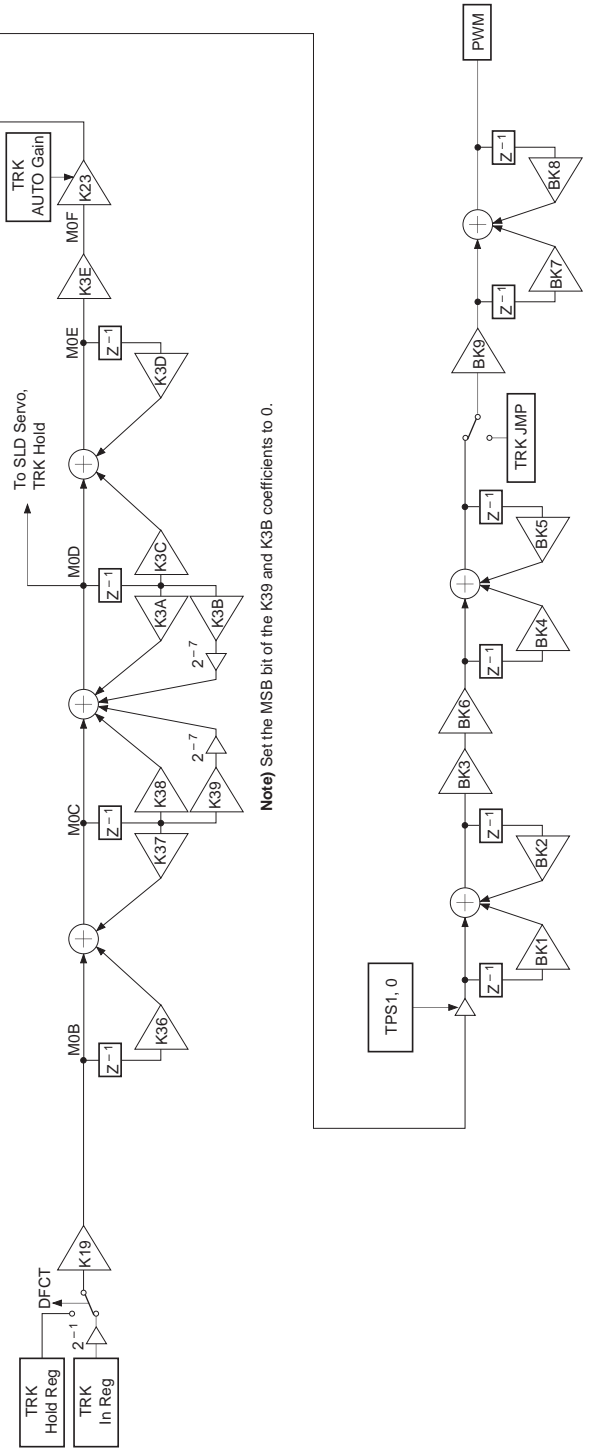 TRK
Hold Reg
TRK
In Reg
2⁻¹
DFCT
K19
M0B
Z⁻¹
K36
K37
M0C
Z⁻¹
K38
K39
2⁻⁷
2⁻⁷
K3A
K3B
M0D
Z⁻¹
K3C
To SLD Servo,
TRK Hold
K3D
M0E
Z⁻¹
K3E
M0F
K23
TRK
AUTO Gain
Note) Set the MSB bit of the K39 and K3B coefficients to 0.
TPS1, 0
Z⁻¹
BK1
BK2
Z⁻¹
BK3
BK6
Z⁻¹
BK4
BK5
Z⁻¹
TRK JMP
BK9
Z⁻¹
BK7
BK8
Z⁻¹
PWM